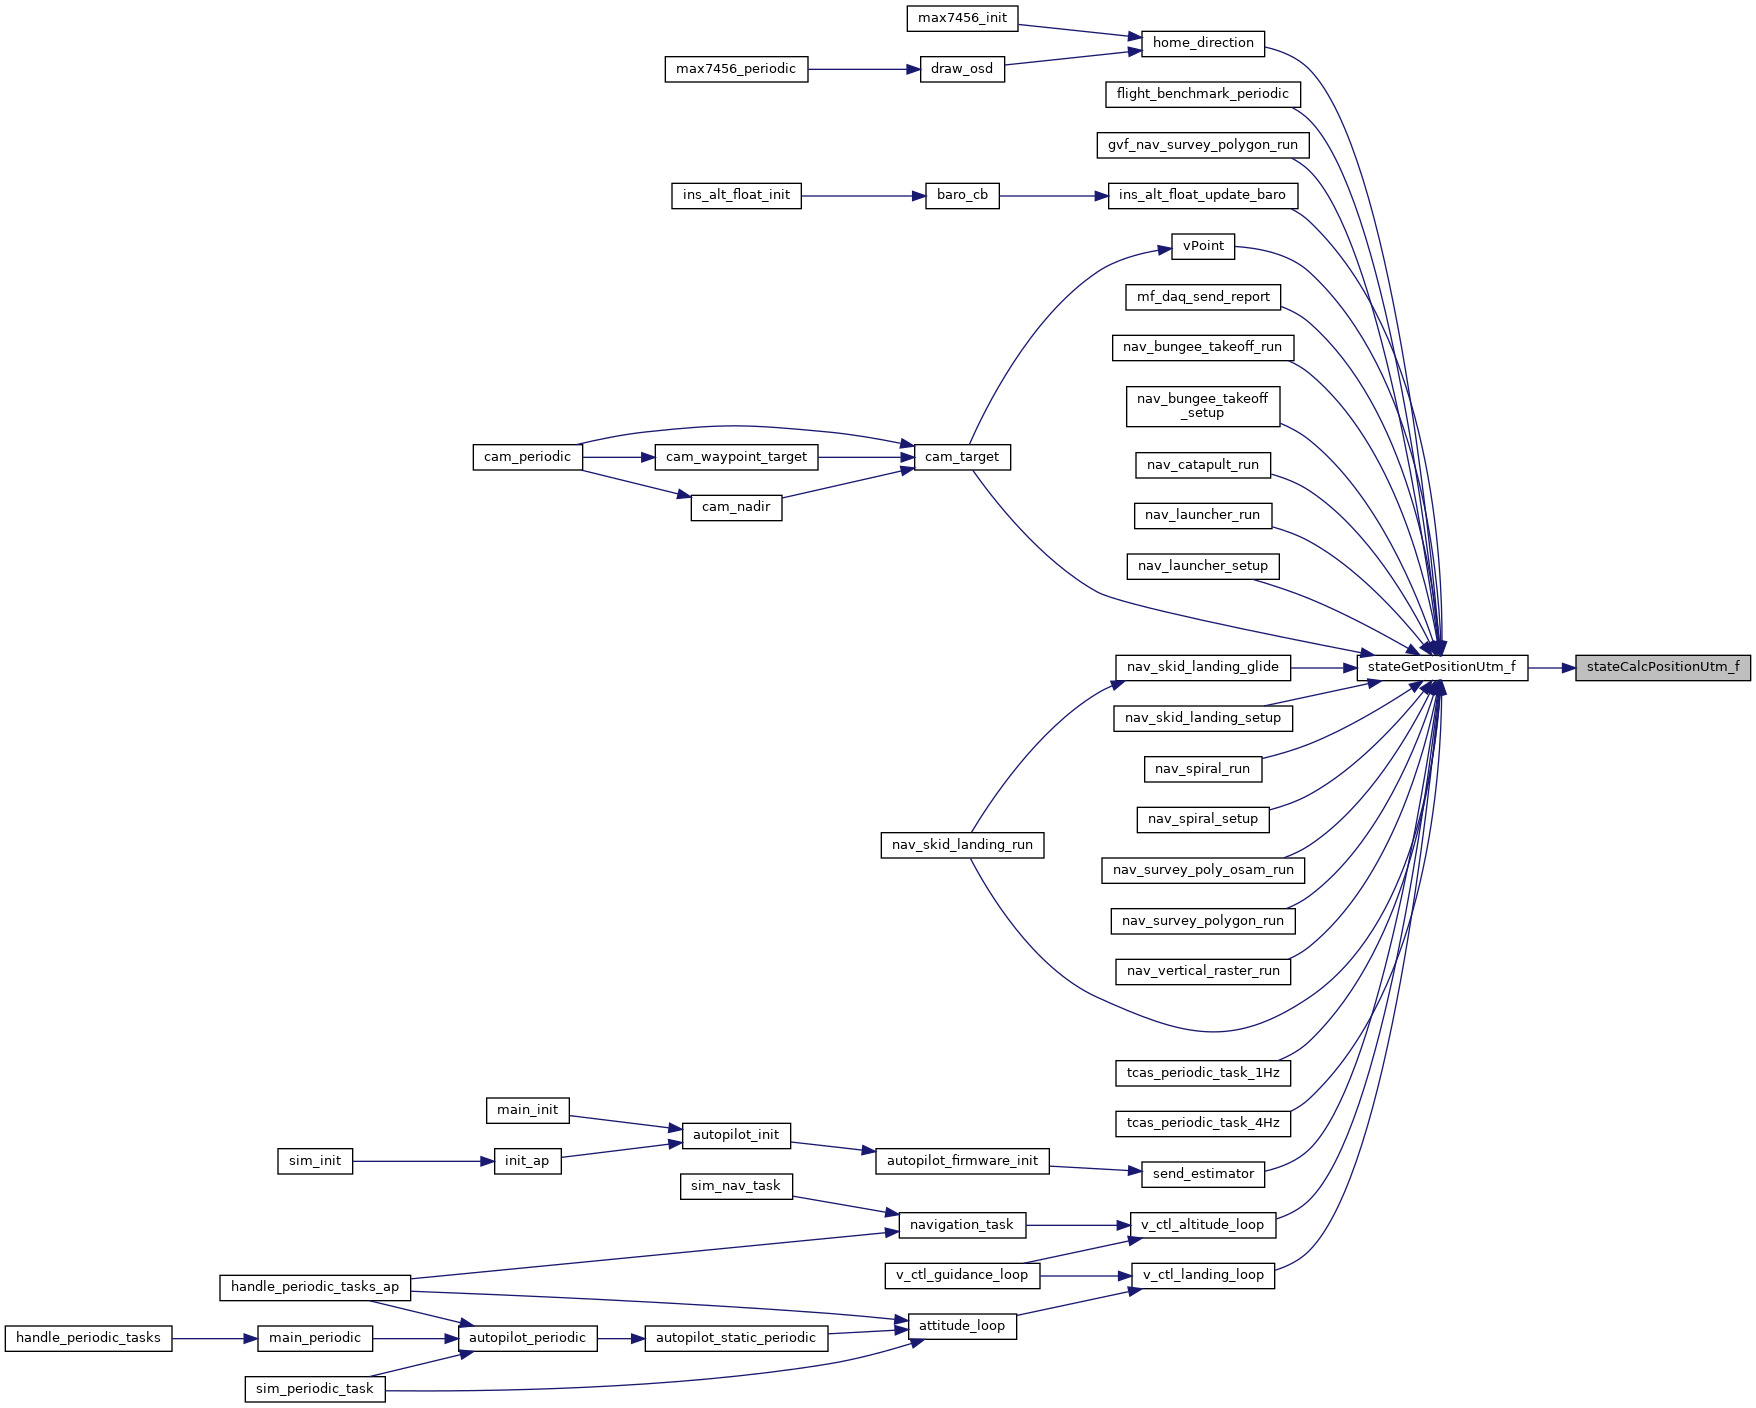 max7456_init
home_direction
max7456_periodic
draw_osd
flight_benchmark_periodic
gvf_nav_survey_polygon_run
ins_alt_float_init
baro_cb
ins_alt_float_update_baro
vPoint
mf_daq_send_report
nav_bungee_takeoff_run
nav_bungee_takeoff
_setup
cam_periodic
cam_waypoint_target
cam_target
nav_catapult_run
cam_nadir
nav_launcher_run
nav_launcher_setup
nav_skid_landing_glide
stateGetPositionUtm_f
stateCalcPositionUtm_f
nav_skid_landing_setup
nav_spiral_run
nav_spiral_setup
nav_skid_landing_run
nav_survey_poly_osam_run
nav_survey_polygon_run
nav_vertical_raster_run
tcas_periodic_task_1Hz
main_init
tcas_periodic_task_4Hz
autopilot_init
sim_init
init_ap
autopilot_firmware_init
send_estimator
sim_nav_task
navigation_task
v_ctl_altitude_loop
handle_periodic_tasks_ap
v_ctl_guidance_loop
v_ctl_landing_loop
attitude_loop
handle_periodic_tasks
main_periodic
autopilot_periodic
autopilot_static_periodic
sim_periodic_task